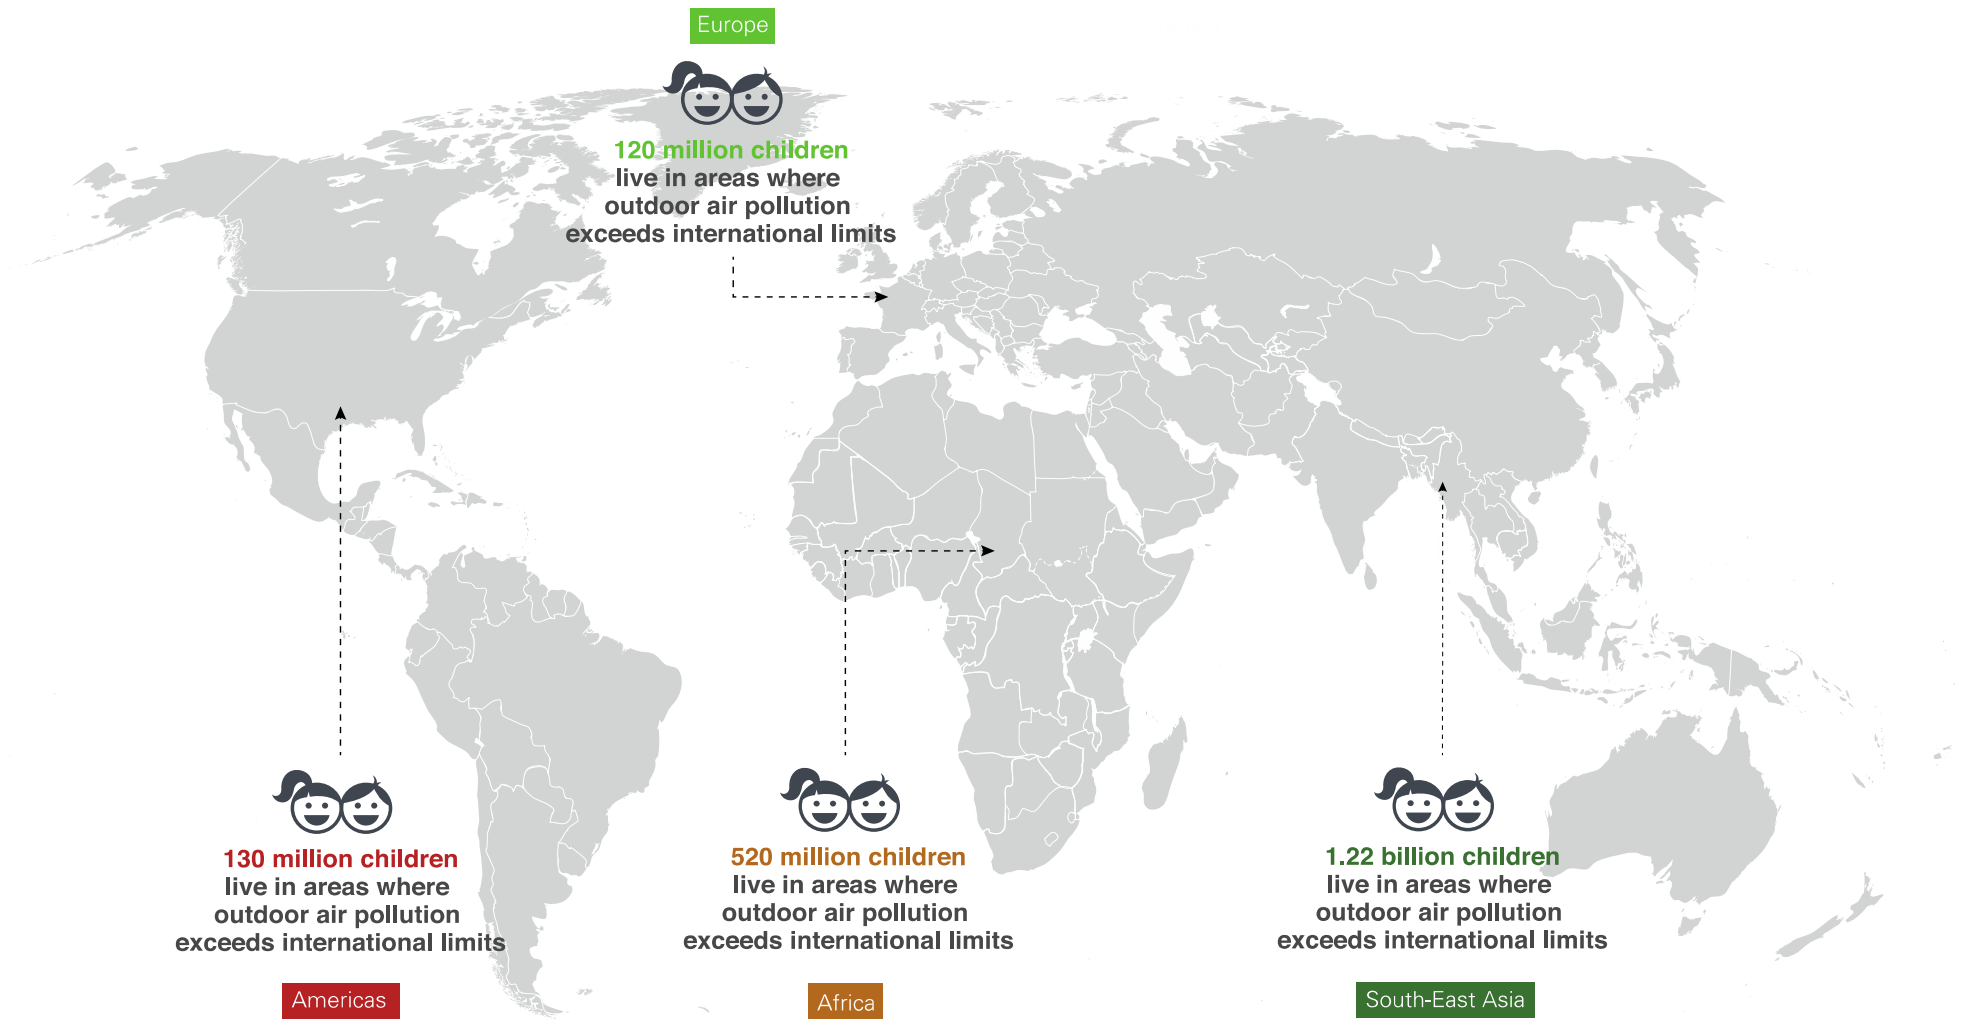 Europe
120 million children
live in areas where
outdoor air pollution
exceeds international limits
130 million children
live in areas where
outdoor air pollution
exceeds international limits
Americas
520 million children
live in areas where
outdoor air pollution
exceeds international limits
Africa
1.22 billion children
live in areas where
outdoor air pollution
exceeds international limits
South-East Asia